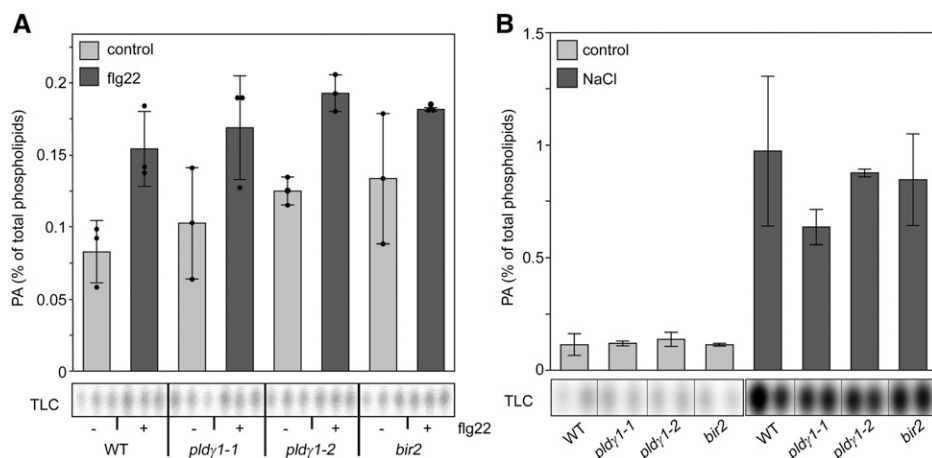 A
control
flg22
PA (% of total phospholipids)
0.2
0.15
0.1
0.05
0
TLC
- + - + - + - + flg22
WT pldγ1-1 pldγ1-2 bir2
B
control
NaCl
PA (% of total phospholipids)
1.5
1
0.5
0
TLC
WT pldγ1-1 pldγ1-2 bir2 WT pldγ1-1 pldγ1-2 bir2